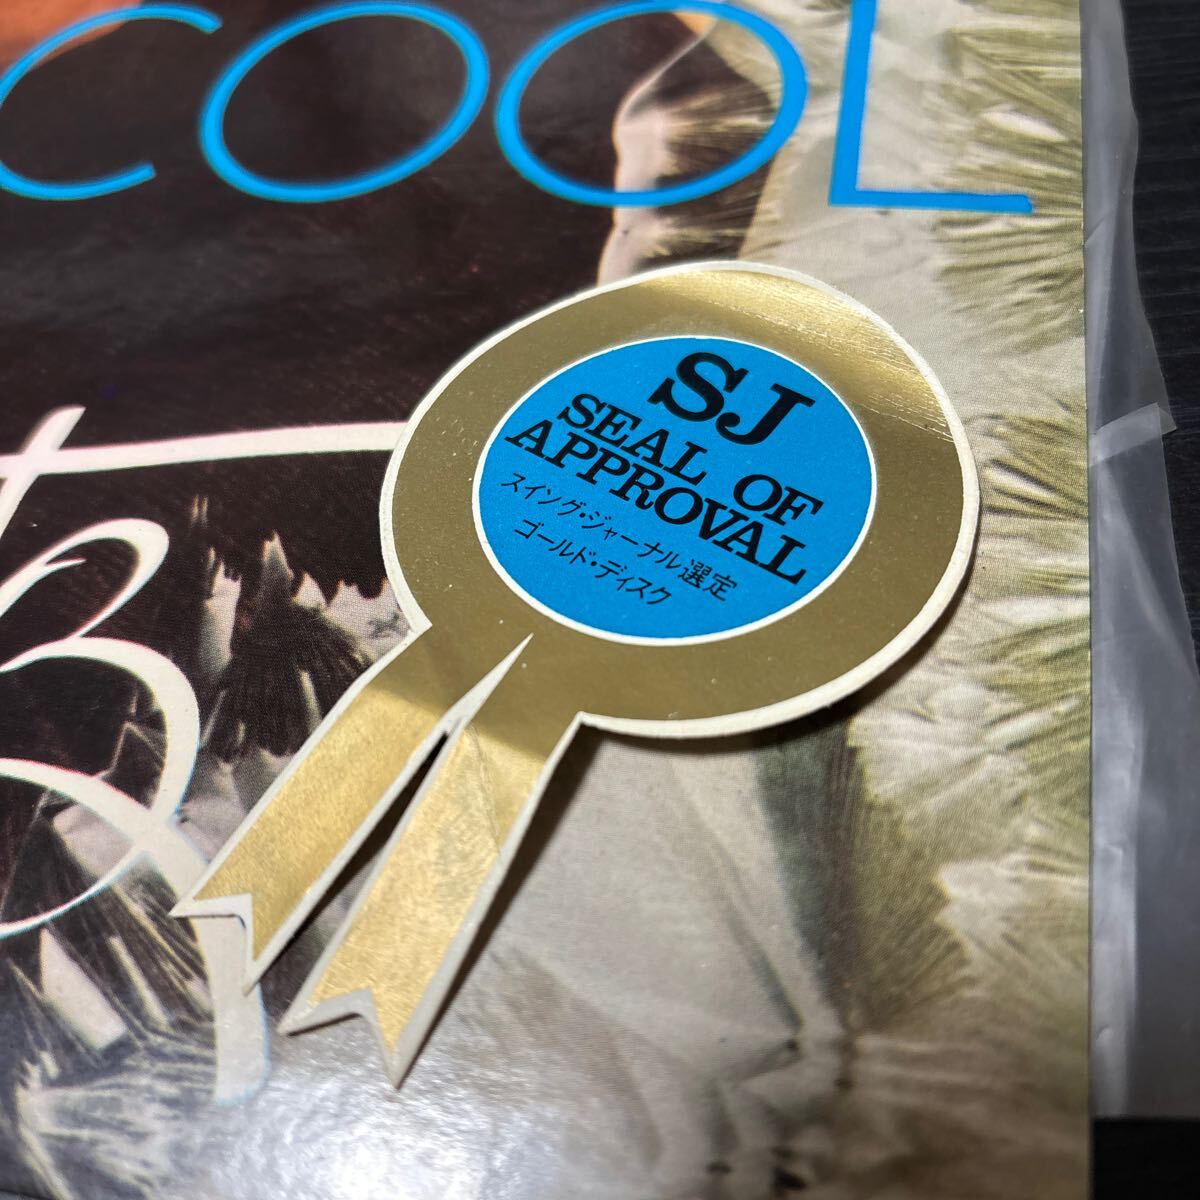 COOL
SJ
SEAL OF
APPROVAL
スイング・ジャーナル選定
ゴールド・ディスク